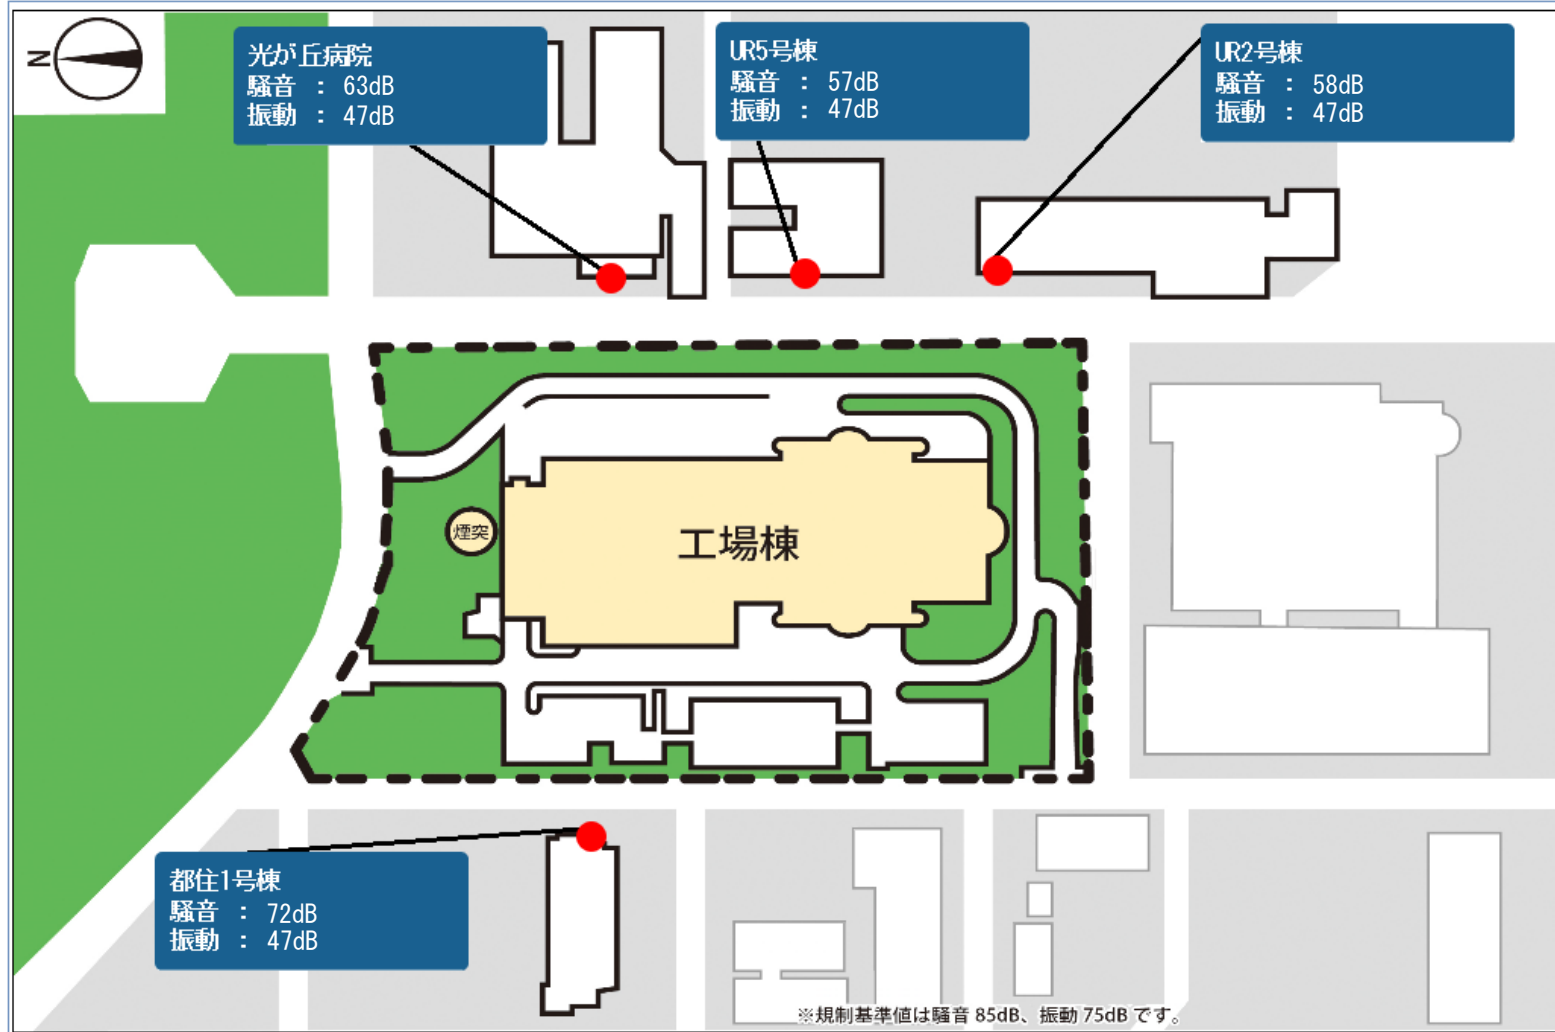 N
光が丘病院
騒音 : 63dB
振動 : 47dB
UR5号棟
騒音 : 57dB
振動 : 47dB
UR2号棟
騒音 : 58dB
振動 : 47dB
煙突
工場棟
都住1号棟
騒音 : 72dB
振動 : 47dB
※規制基準値は騒音 85dB、振動 75dB です。